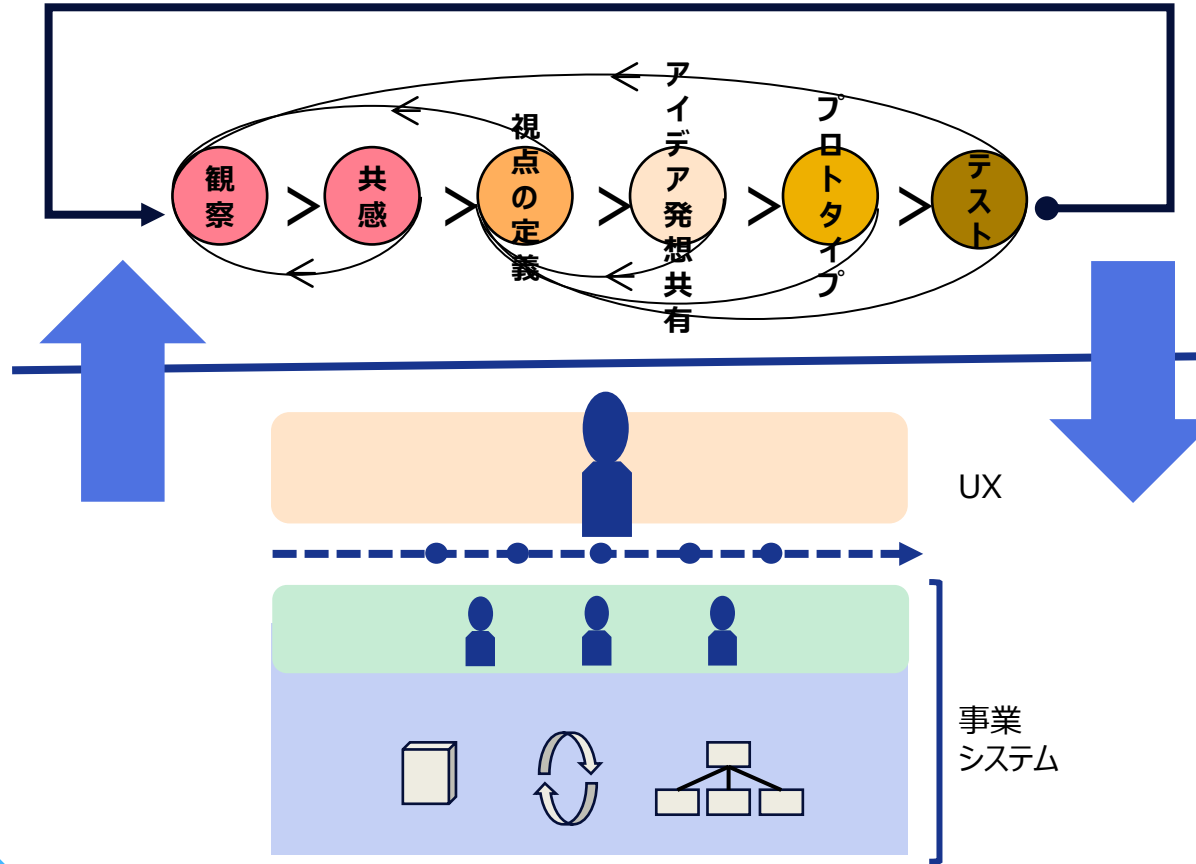 観察
共感
視点の定義
アイデア発想共有
プロトタイプ
テスト
UX
事業
システム